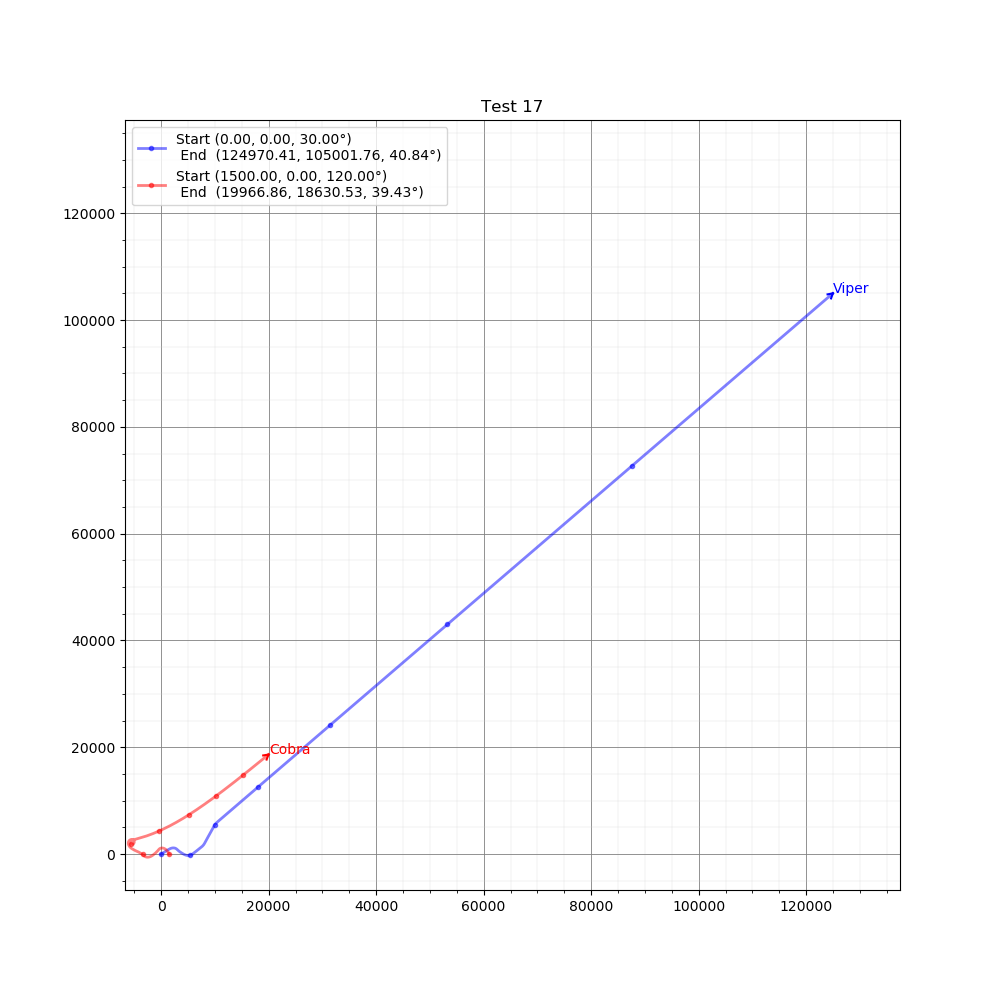 Test 17
Start (0.00, 0.00, 30.00°)
End (124970.41, 105001.76, 40.84°)
Start (1500.00, 0.00, 120.00°)
End (19966.86, 18630.53, 39.43°)
120000
100000
80000
60000
40000
20000
0
Viper
Cobra
0 20000 40000 60000 80000 100000 120000